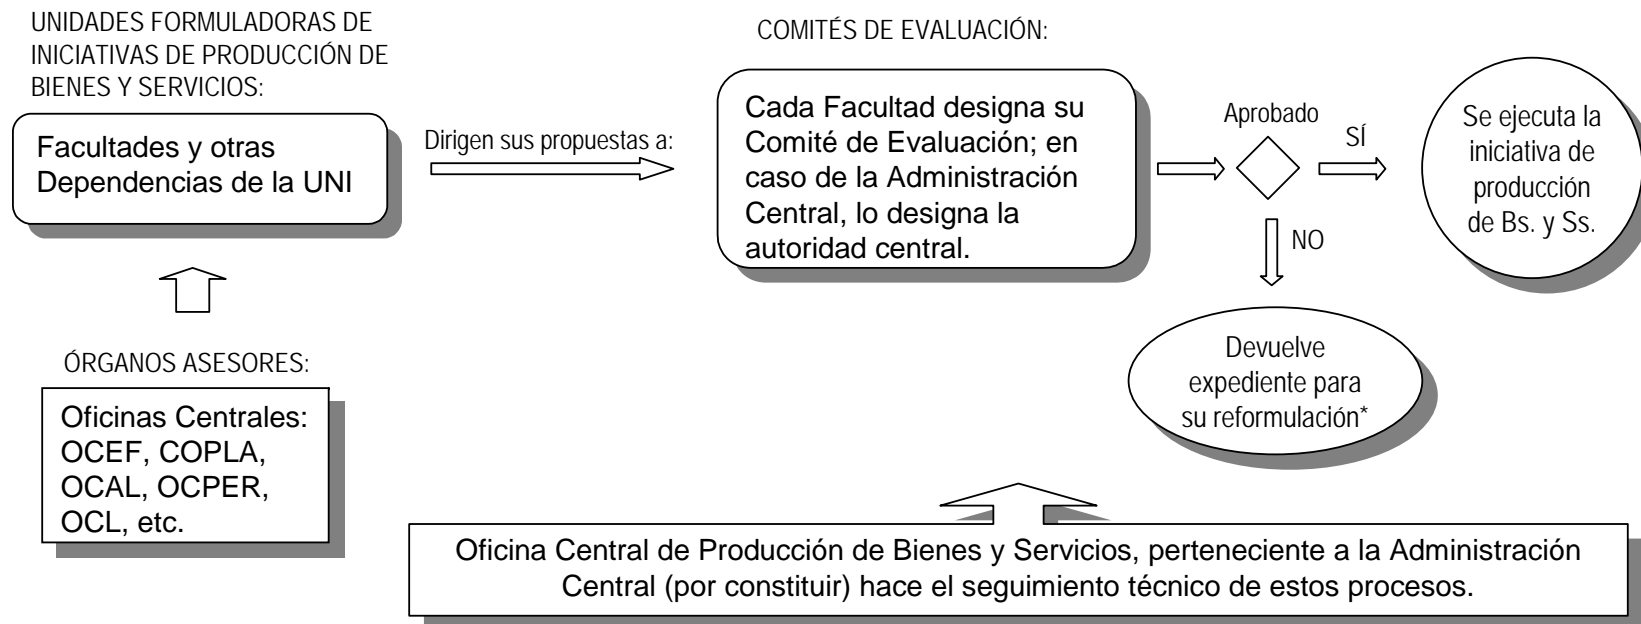 UNIDADES FORMULADORAS DE
INICIATIVAS DE PRODUCCIÓN DE
BIENES Y SERVICIOS:
Facultades y otras
Dependencias de la UNI
Dirigen sus propuestas a:
COMITÉS DE EVALUACIÓN:
Cada Facultad designa su
Comité de Evaluación; en
caso de la Administración
Central, lo designa la
autoridad central.
Aprobado
SÍ
NO
Se ejecuta la
iniciativa de
producción
de Bs. y Ss.
Devuelve
expediente para
su reformulación*
ÓRGANOS ASESORES:
Oficinas Centrales:
OCEF, COPLA,
OCAL, OCPER,
OCL, etc.
Oficina Central de Producción de Bienes y Servicios, perteneciente a la Administración
Central (por constituir) hace el seguimiento técnico de estos procesos.